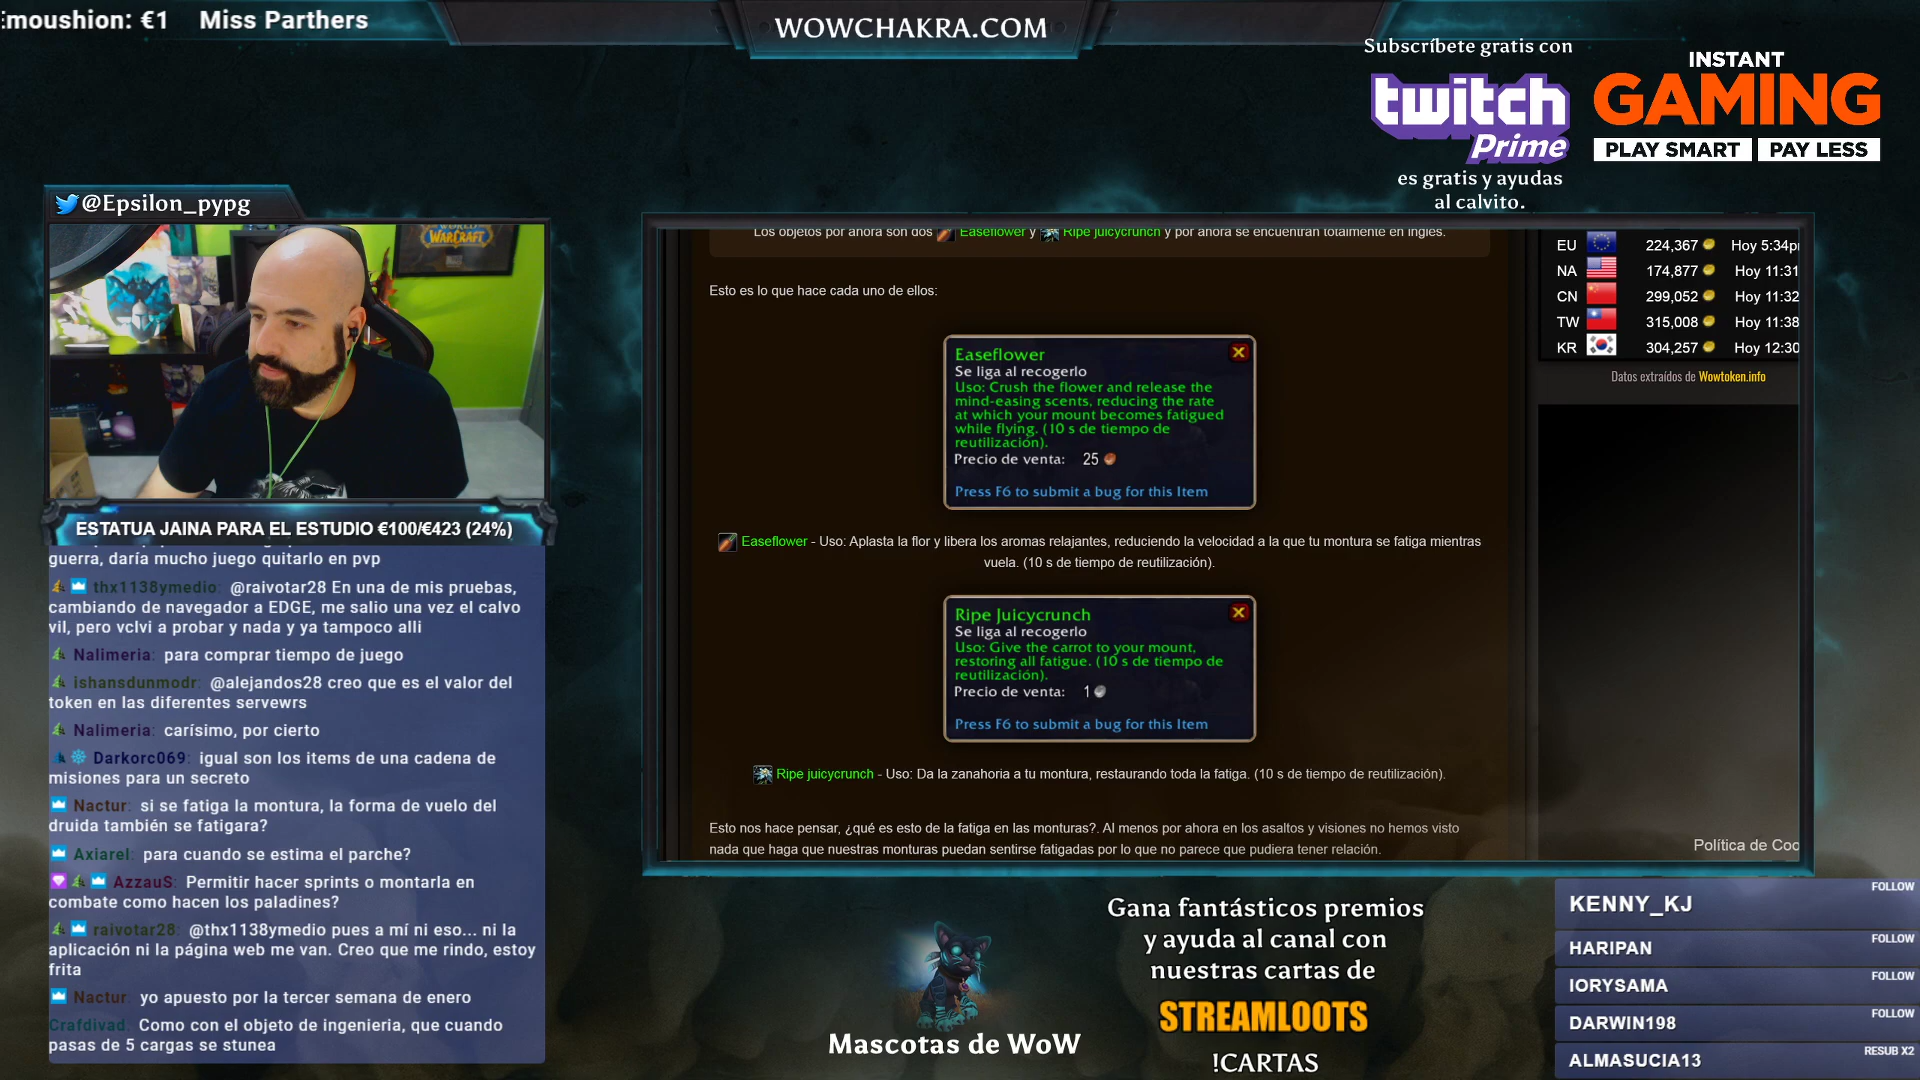 Emoushion: €1 Miss Parthers
WOWCHAKRA.COM
Subscríbete gratis con
twitch
Prime
es gratis y ayudas
al calvito.
INSTANT
GAMING
PLAY SMART PAY LESS
@Epsilon_pypg
WORLD
WARCRAFT
ESTATUA JAINA PARA EL ESTUDIO €100/€423 (24%)
guerra, daría mucho juego quitarlo en pvp
thx1138ymedio: @raivotar28 En una de mis pruebas,
cambiando de navegador a EDGE, me salio una vez el calvo
vil, pero vclvi a probar y nada y ya tampoco alli
Nalimeria: para comprar tiempo de juego
ishansdunmodr: @alejandos28 creo que es el valor del
token en las diferentes servewrs
Nalimeria: carísimo, por cierto
Darkorc069: igual son los items de una cadena de
misiones para un secreto
Nactur: si se fatiga la montura, la forma de vuelo del
druida también se fatigara?
Axiarel: para cuando se estima el parche?
AzzauS: Permitir hacer sprints o montarla en
combate como hacen los paladines?
raivotar28: @thx1138ymedio pues a mí ni eso... ni la
aplicación ni la página web me van. Creo que me rindo, estoy
frita
Nactur: yo apuesto por la tercer semana de enero
Crafdivad: Como con el objeto de ingenieria, que cuando
pasas de 5 cargas se stunea
Los objetos por ahora son dos Easeflower y Ripe juicycrunch y por ahora se encuentran totalmente en inglés.
Esto es lo que hace cada uno de ellos:
Easeflower
Se liga al recogerlo
Uso: Crush the flower and release the
mind-easing scents, reducing the rate
at which your mount becomes fatigued
while flying. (10 s de tiempo de
reutilización).
Precio de venta: 25
Press F6 to submit a bug for this Item
Easeflower - Uso: Aplasta la flor y libera los aromas relajantes, reduciendo la velocidad a la que tu montura se fatiga mientras
vuela. (10 s de tiempo de reutilización).
Ripe Juicycrunch
Se liga al recogerlo
Uso: Give the carrot to your mount,
restoring all fatigue. (10 s de tiempo de
reutilización).
Precio de venta: 1
Press F6 to submit a bug for this Item
Ripe juicycrunch - Uso: Da la zanahoria a tu montura, restaurando toda la fatiga. (10 s de tiempo de reutilización).
Esto nos hace pensar, ¿qué es esto de la fatiga en las monturas?. Al menos por ahora en los asaltos y visiones no hemos visto
nada que haga que nuestras monturas puedan sentirse fatigadas por lo que no parece que pudiera tener relación.
EU 224,367 Hoy 5:34p
NA 174,877 Hoy 11:31
CN 299,052 Hoy 11:32
TW 315,008 Hoy 11:38
KR 304,257 Hoy 12:30
Datos extraídos de Wowtoken.info
Política de Coo
Mascotas de WoW
Gana fantásticos premios
y ayuda al canal con
nuestras cartas de
STREAMLOOTS
!CARTAS
KENNY_KJ FOLLOW
HARIPAN FOLLOW
IORYSAMA FOLLOW
DARWIN198 FOLLOW
ALMASUCIA13 RESUB X2